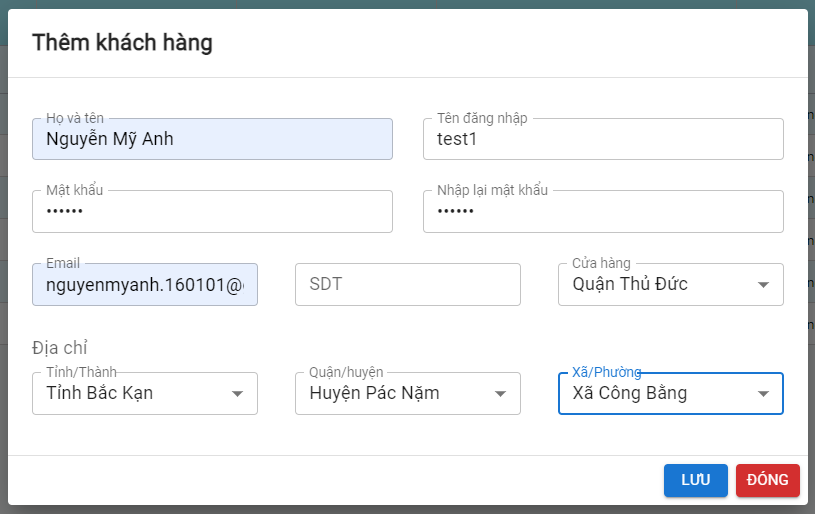 Thêm khách hàng
Họ và tên
Nguyễn Mỹ Anh
Tên đăng nhập
test1
Mật khẩu
••••••
Nhập lại mật khẩu
••••••
Email
nguyenmyanh.160101@
SDT
Cửa hàng
Quận Thủ Đức
Địa chỉ
Tỉnh/Thành
Tỉnh Bắc Kạn
Quận/huyện
Huyện Pác Nặm
Xã/Phường
Xã Công Bằng
LƯU
ĐÓNG